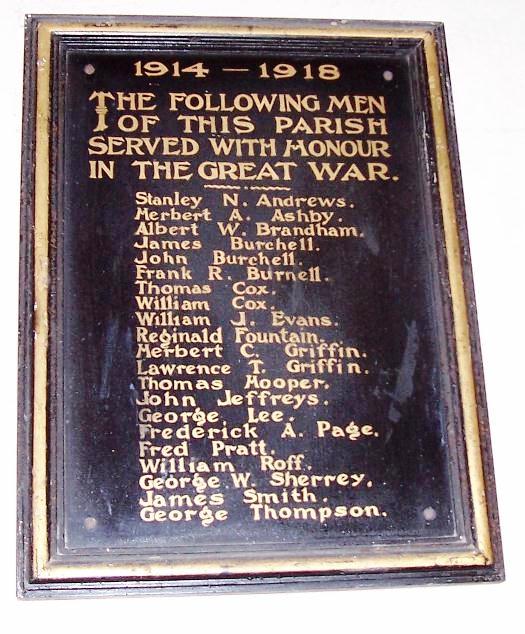 1914 – 1918
THE FOLLOWING MEN
OF THIS PARISH
SERVED WITH HONOUR
IN THE GREAT WAR.
Stanley N. Andrews.
Herbert A. Ashby.
Albert W. Brandham.
James Burchell.
John Burchell.
Frank R. Burnell.
Thomas Cox.
William Cox.
William J. Evans.
Reginald Fountain.
Herbert C. Griffin.
Lawrence T. Griffin.
Thomas Hooper.
John Jeffreys.
George Lee.
Frederick A. Page.
Fred Pratt.
William Roff.
George W. Sherrey.
James Smith.
George Thompson.